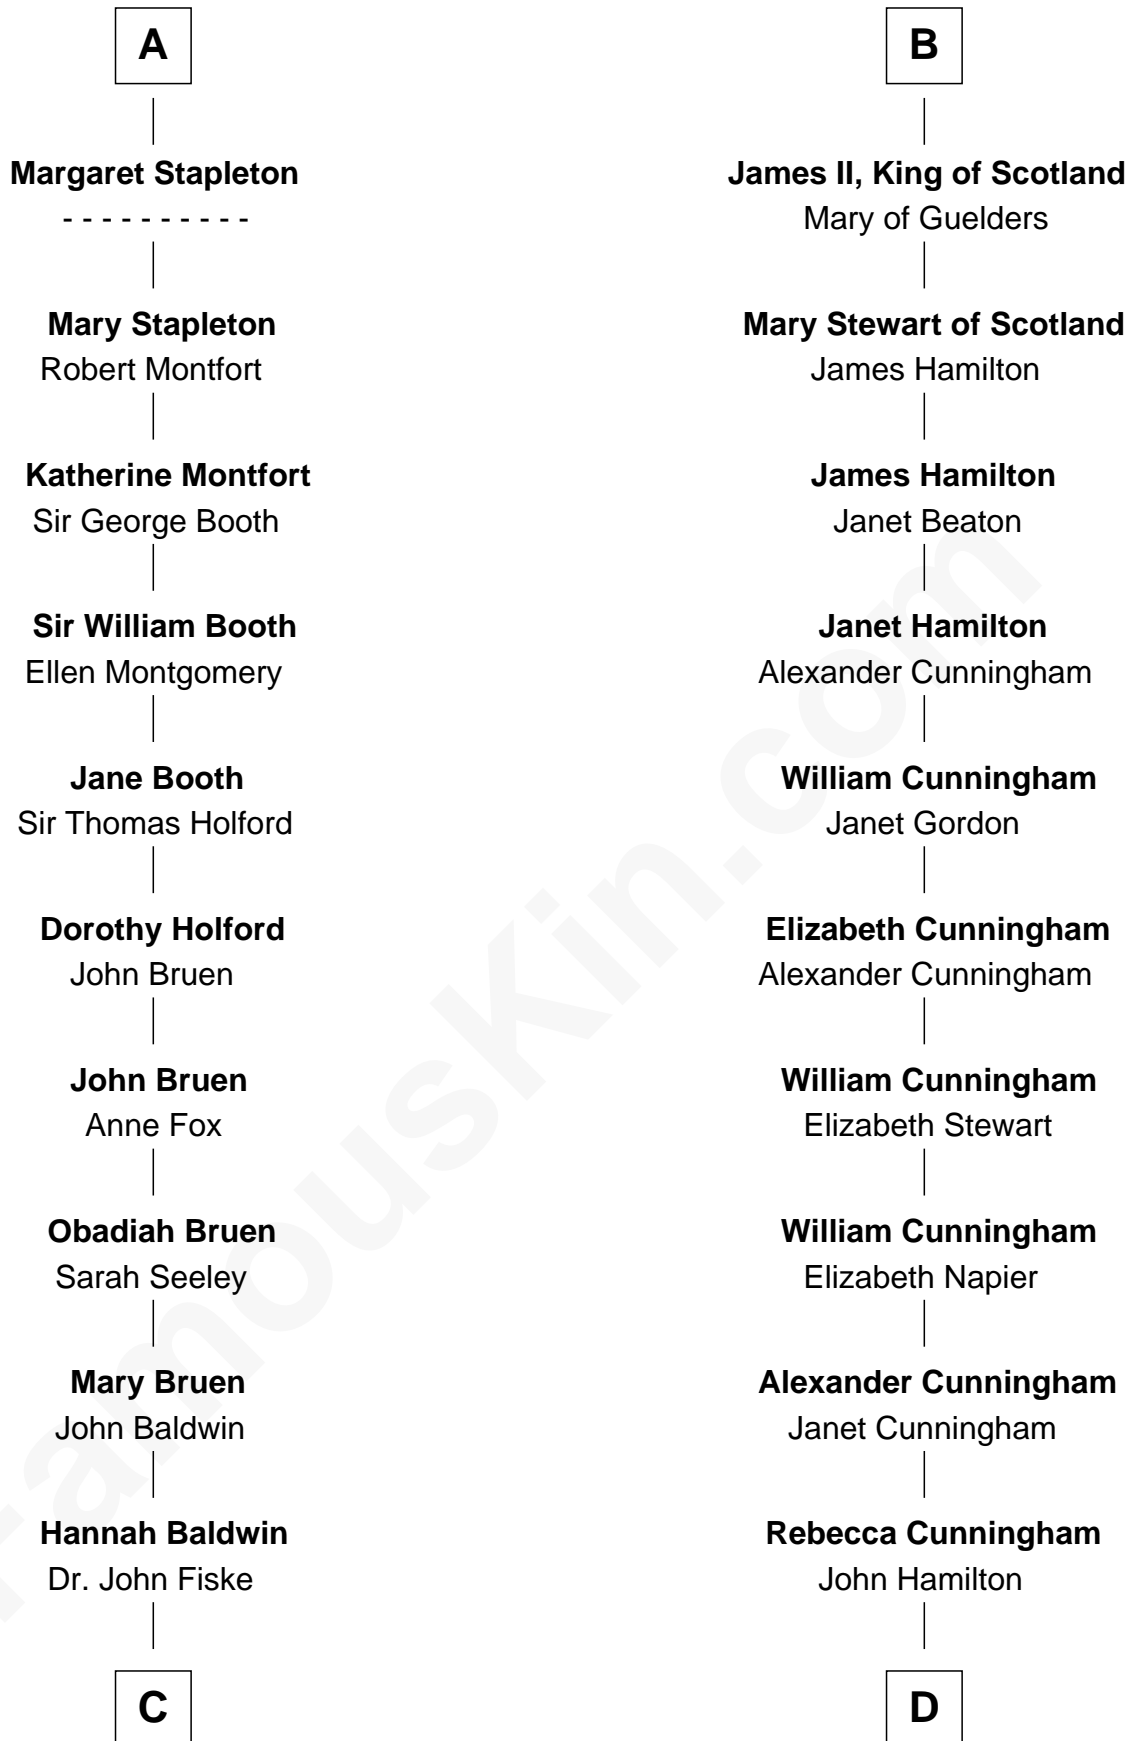 A
Margaret Stapleton
- - - - - - - - - -
Mary Stapleton
Robert Montfort
Katherine Montfort
Sir George Booth
Sir William Booth
Ellen Montgomery
Jane Booth
Sir Thomas Holford
Dorothy Holford
John Bruen
John Bruen
Anne Fox
Obadiah Bruen
Sarah Seeley
Mary Bruen
John Baldwin
Hannah Baldwin
Dr. John Fiske
C
B
James II, King of Scotland
Mary of Guelders
Mary Stewart of Scotland
James Hamilton
James Hamilton
Janet Beaton
Janet Hamilton
Alexander Cunningham
William Cunningham
Janet Gordon
Elizabeth Cunningham
Alexander Cunningham
William Cunningham
Elizabeth Stewart
William Cunningham
Elizabeth Napier
Alexander Cunningham
Janet Cunningham
Rebecca Cunningham
John Hamilton
D
FamousKin.com